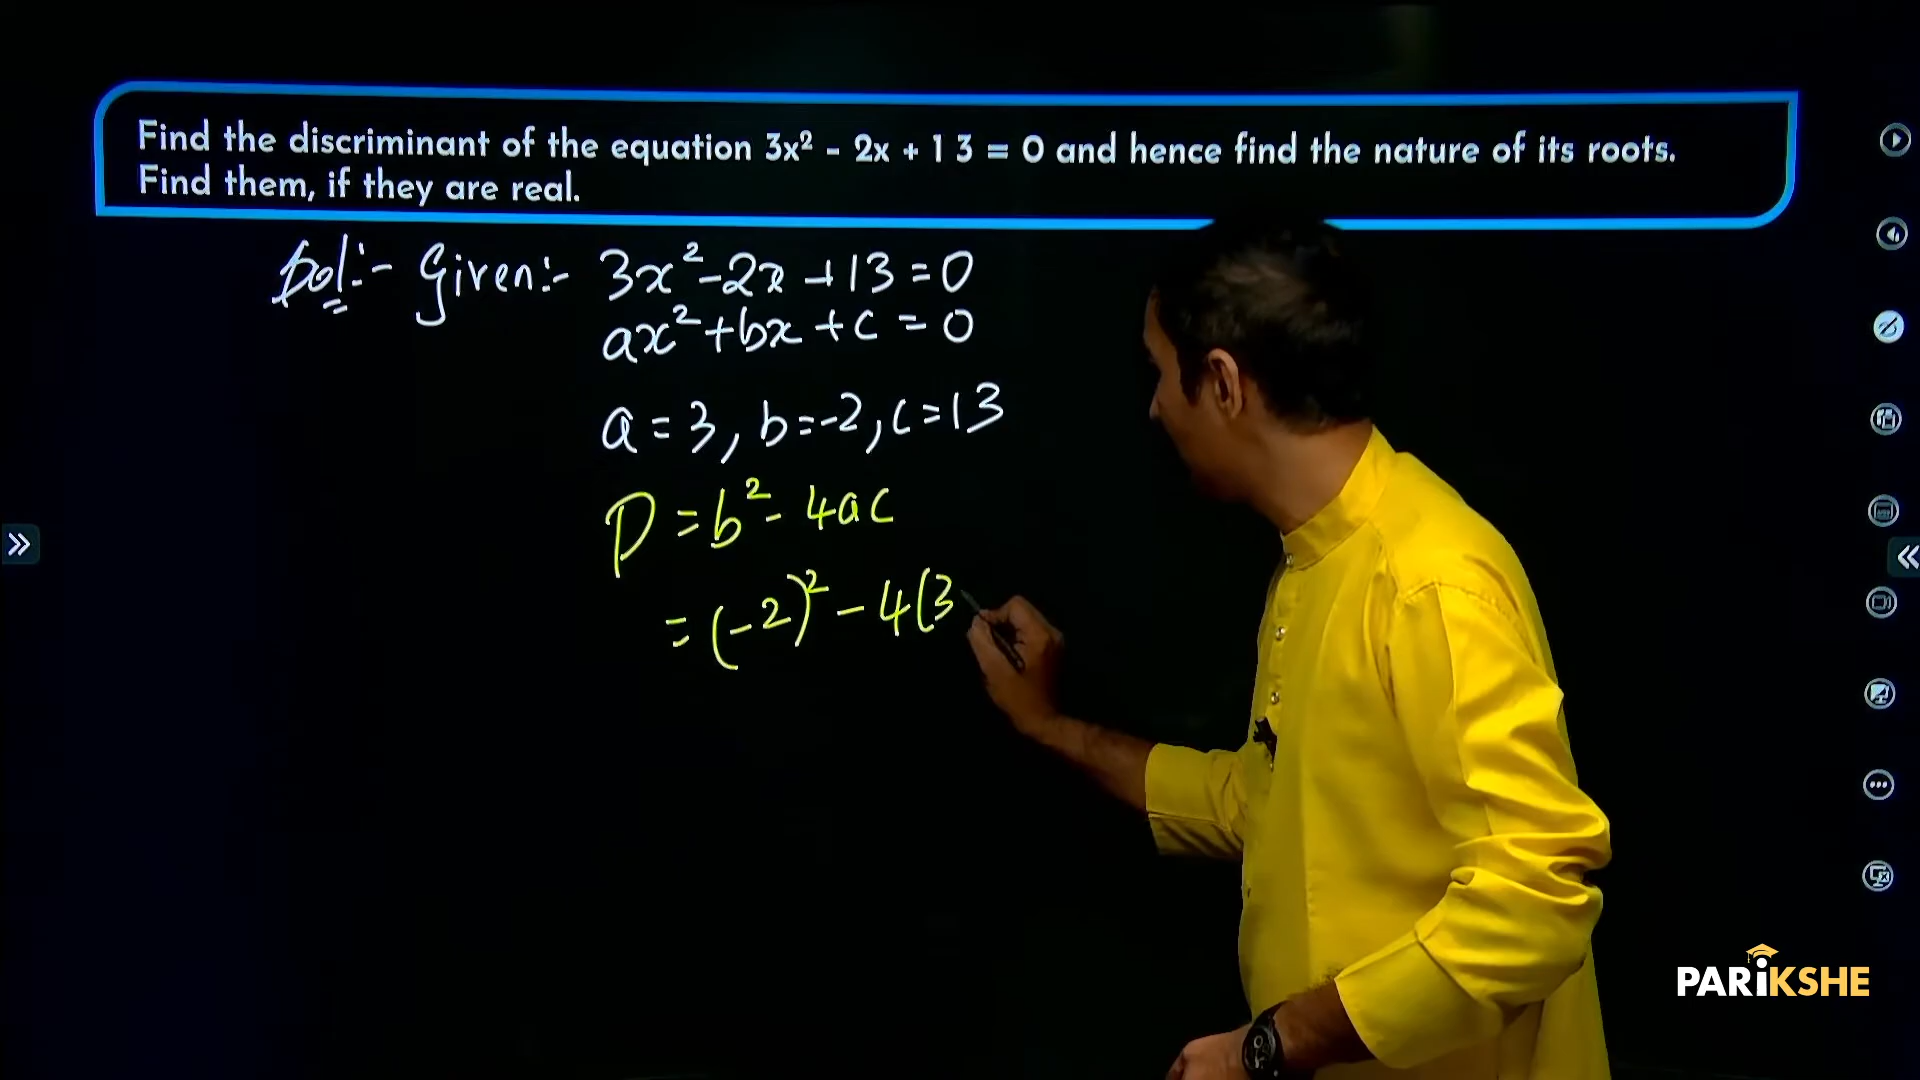 Find the discriminant of the equation 3x² - 2x + 1 3 = 0 and hence find the nature of its roots.
Find them, if they are real.
Sol:- Given:- 3x²-2x+13=0
ax²+bx+c=0
a=3, b=-2, c=13
D=b²-4ac
=(-2)²-4(3
PARiKSHE